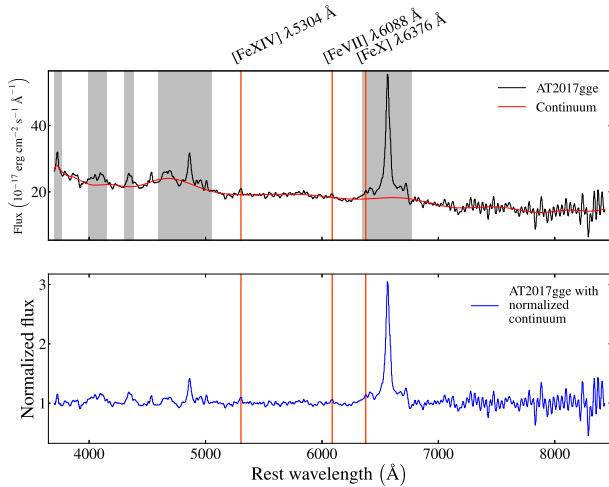 [FeXIV] λ5304 Å
[FeVII] λ6088 Å
[FeX] λ6376 Å
Flux (10⁻¹⁷ erg cm⁻² s⁻¹ Å⁻¹)
40
20
AT2017gge
Continuum
Normalized flux
3
2
1
AT2017gge with
normalized
continuum
4000 5000 6000 7000 8000
Rest wavelength (Å)